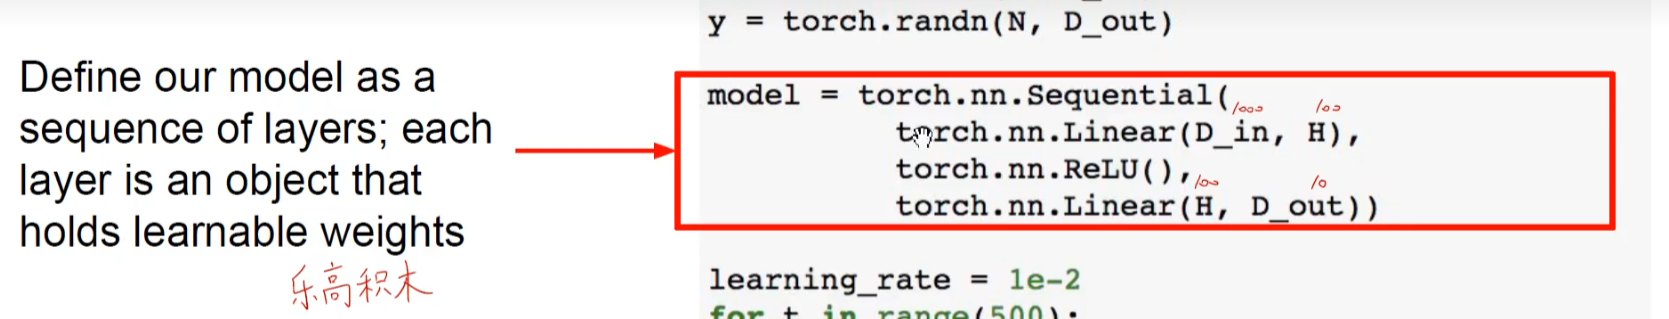 y = torch.randn(N, D_out)
Define our model as a
sequence of layers; each
layer is an object that
holds learnable weights
乐高积木
model = torch.nn.Sequential(
1000 100
torch.nn.Linear(D_in, H),
torch.nn.ReLU(),
100 10
torch.nn.Linear(H, D_out))
learning_rate = 1e-2
for t in range(500):